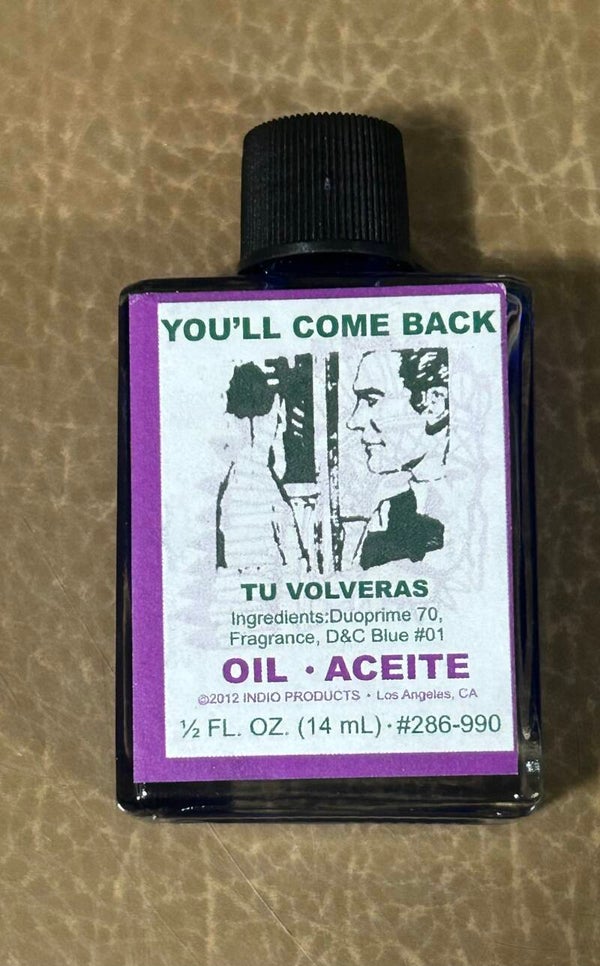 YOU'LL COME BACK
TU VOLVERAS
Ingredients:Duoprime 70,
Fragrance, D&C Blue #01
OIL · ACEITE
©2012 INDIO PRODUCTS · Los Angeles, CA
½ FL. OZ. (14 mL) · #286-990